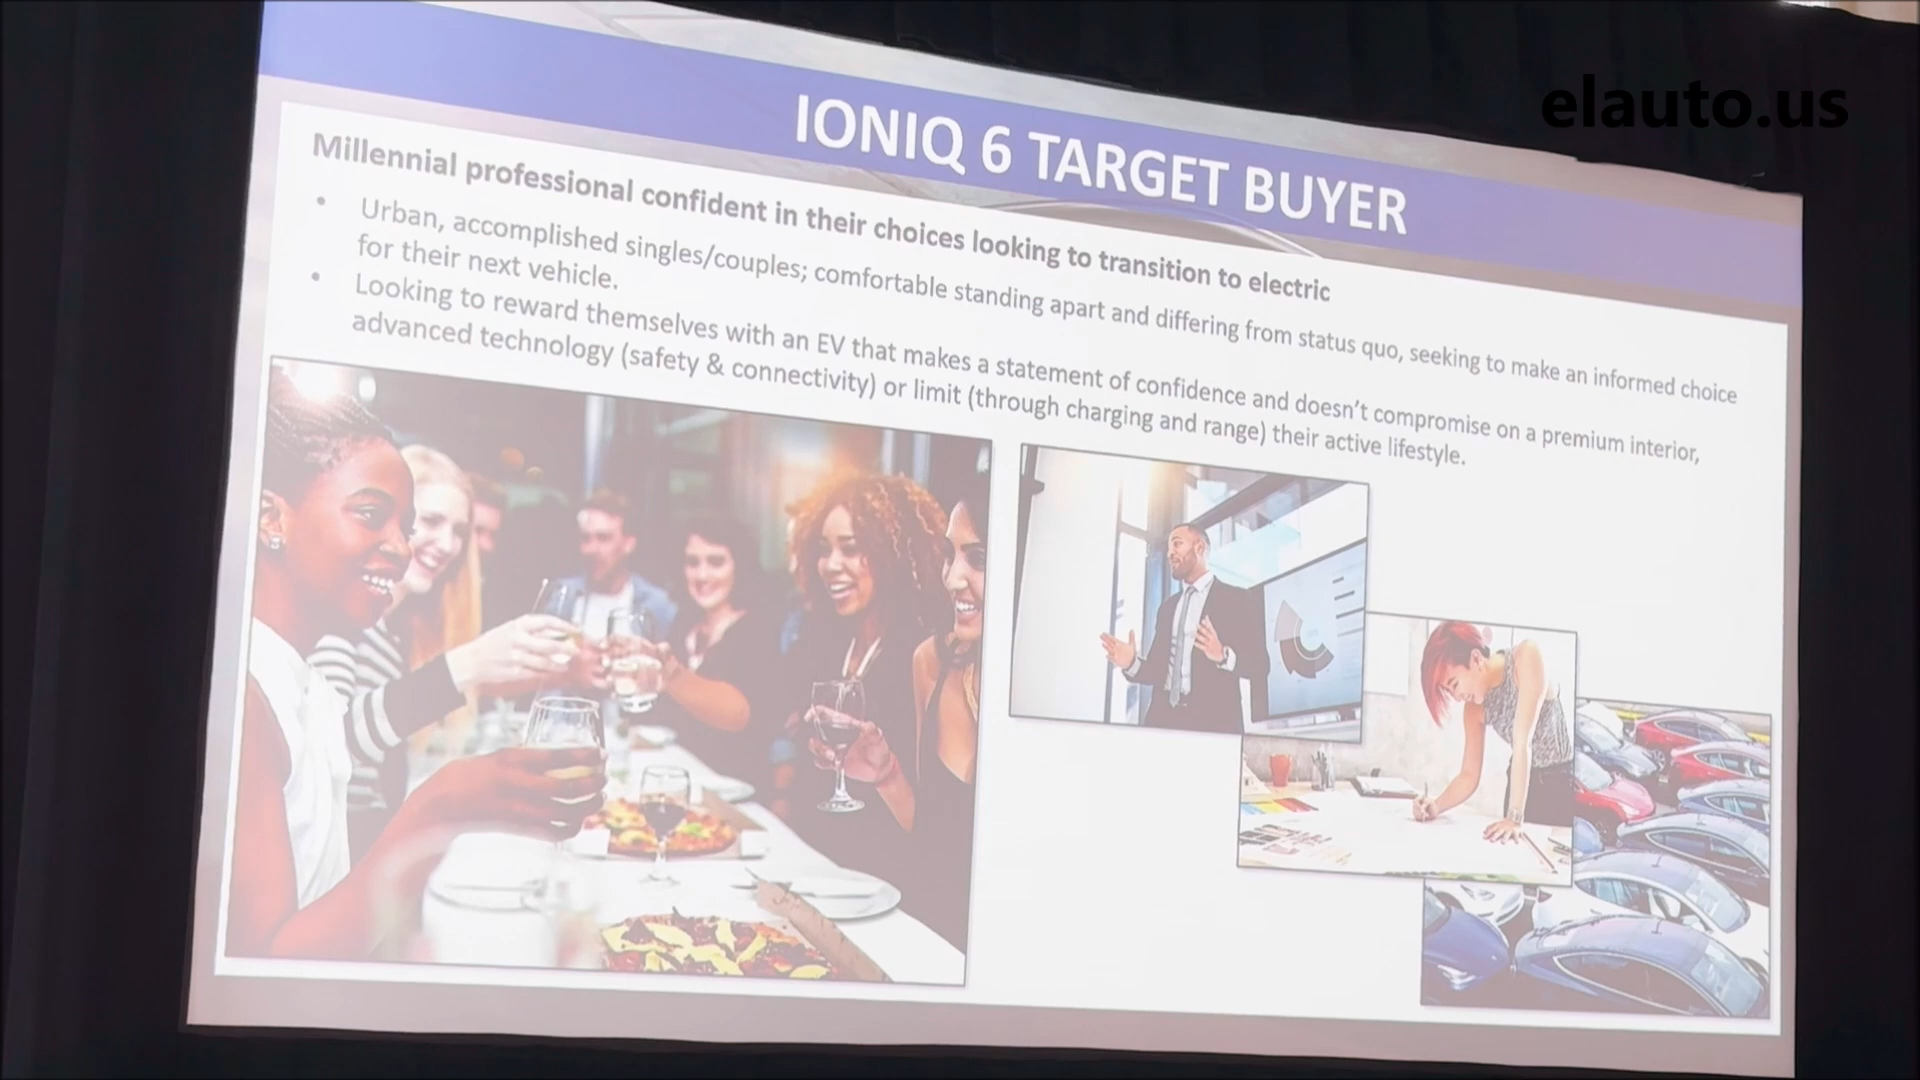 elauto.us
IONIQ 6 TARGET BUYER
Millennial professional confident in their choices looking to transition to electric
• Urban, accomplished singles/couples; comfortable standing apart and differing from status quo, seeking to make an informed choice
for their next vehicle.
• Looking to reward themselves with an EV that makes a statement of confidence and doesn’t compromise on a premium interior,
advanced technology (safety & connectivity) or limit (through charging and range) their active lifestyle.